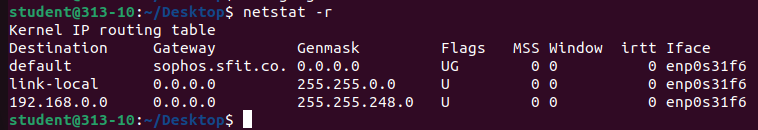 student@313-10:~/Desktop$ netstat -r
Kernel IP routing table
Destination     Gateway         Genmask         Flags   MSS Window  irtt Iface
default         sophos.sfit.co. 0.0.0.0         UG        0 0          0 enp0s31f6
link-local      0.0.0.0         255.255.0.0     U         0 0          0 enp0s31f6
192.168.0.0     0.0.0.0         255.255.248.0   U         0 0          0 enp0s31f6
student@313-10:~/Desktop$